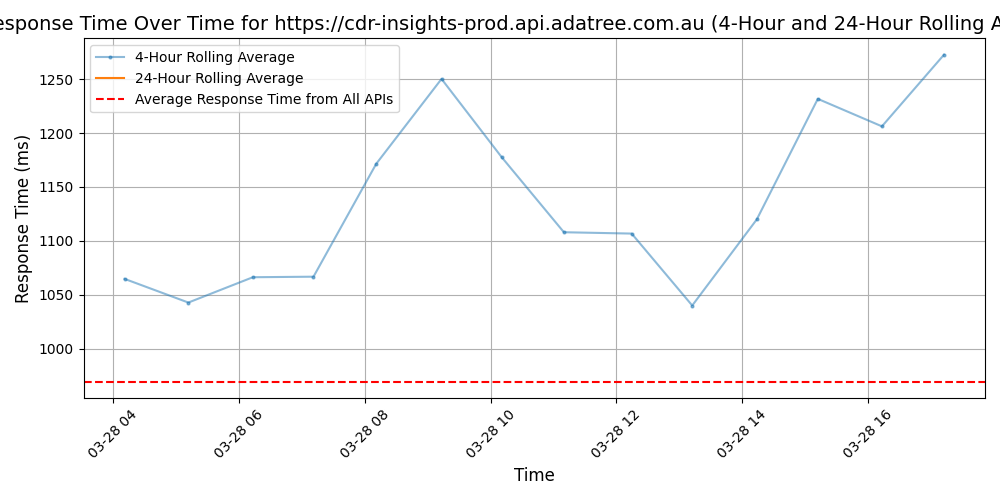 esponse Time Over Time for https://cdr-insights-prod.api.adatree.com.au (4-Hour and 24-Hour Rolling A
4-Hour Rolling Average
24-Hour Rolling Average
Average Response Time from All APIs
Response Time (ms)
1250
1200
1150
1100
1050
1000
03-28 04
03-28 06
03-28 08
03-28 10
03-28 12
03-28 14
03-28 16
Time